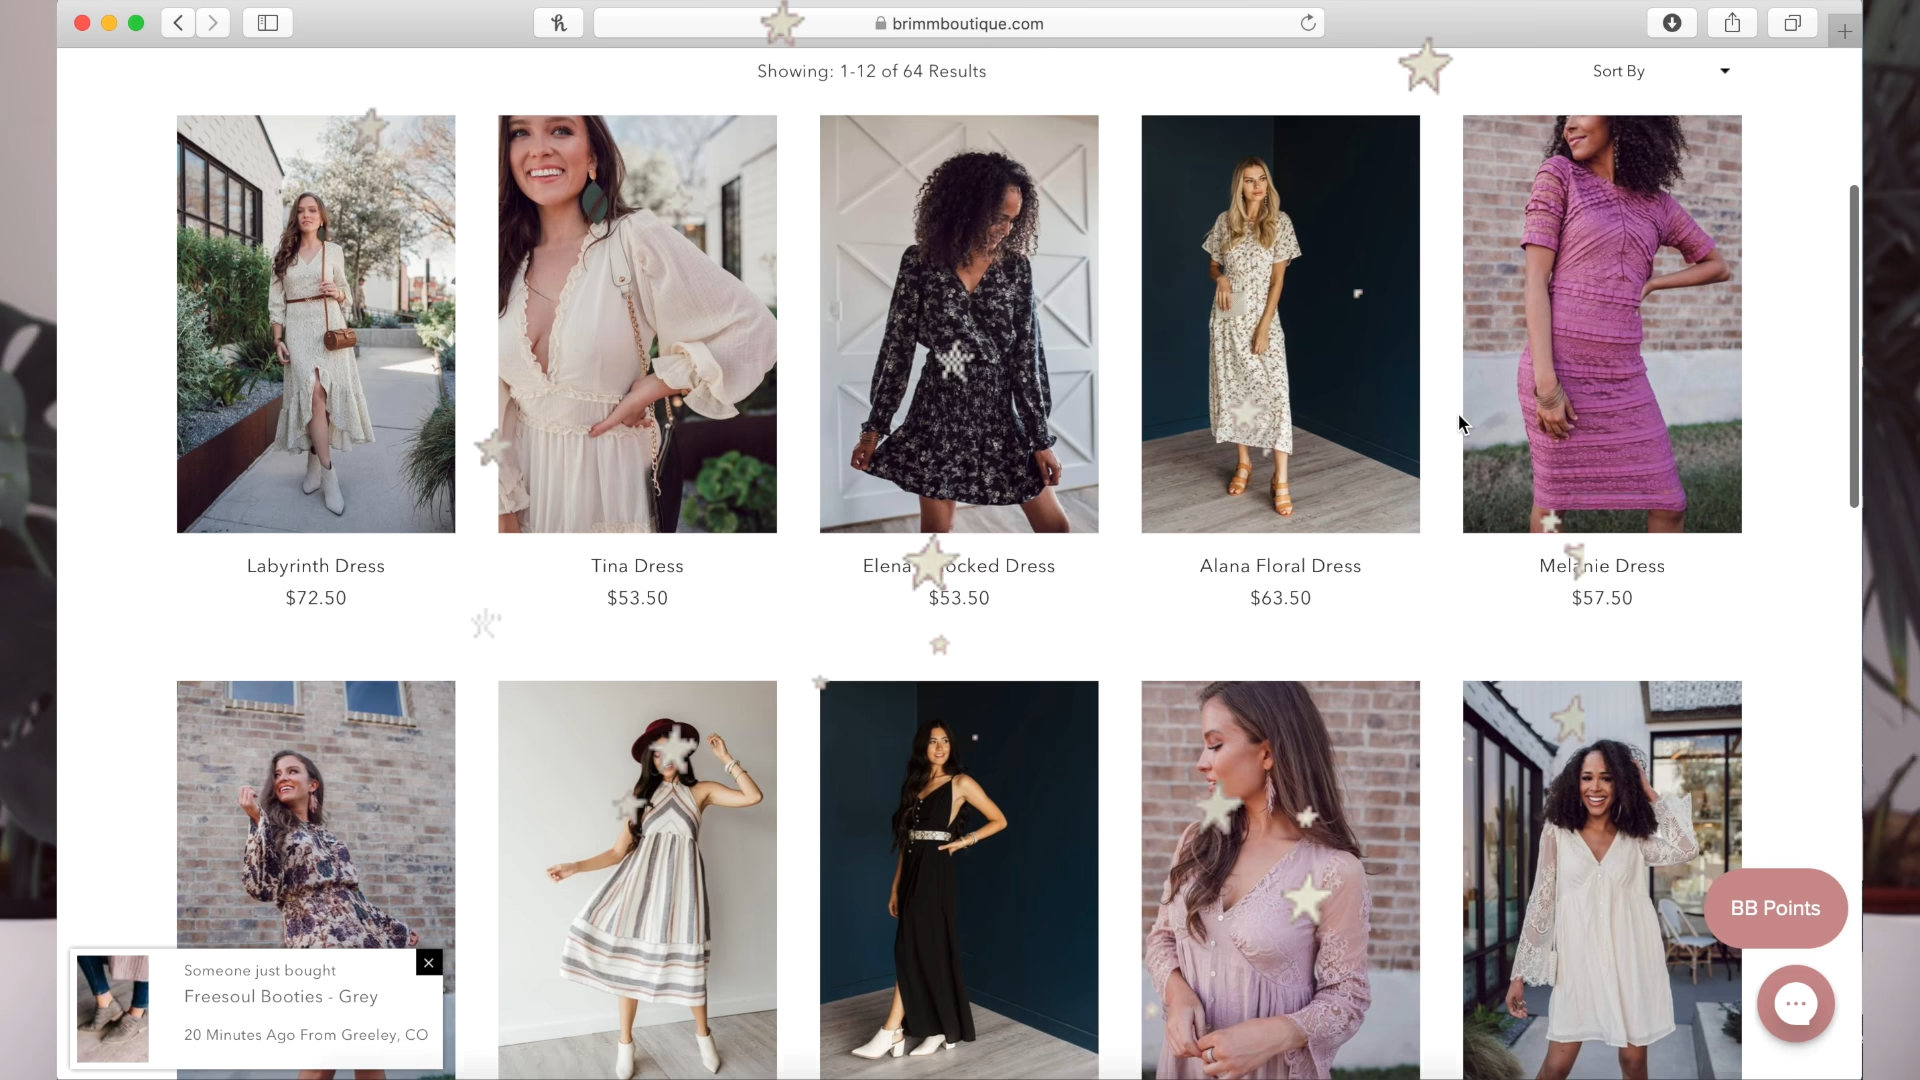 brimmboutique.com
Showing: 1-12 of 64 Results
Sort By
Labyrinth Dress
$72.50
Tina Dress
$53.50
Elena ocked Dress
$53.50
Alana Floral Dress
$63.50
Melanie Dress
$57.50
BB Points
Someone just bought
Freesoul Booties - Grey
20 Minutes Ago From Greeley, CO